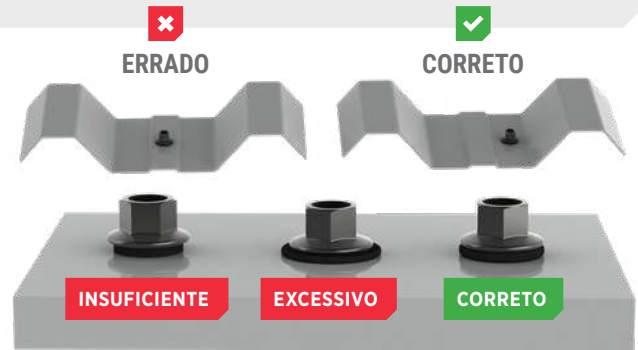 ERRADO
CORRETO
INSUFICIENTE
EXCESSIVO
CORRETO